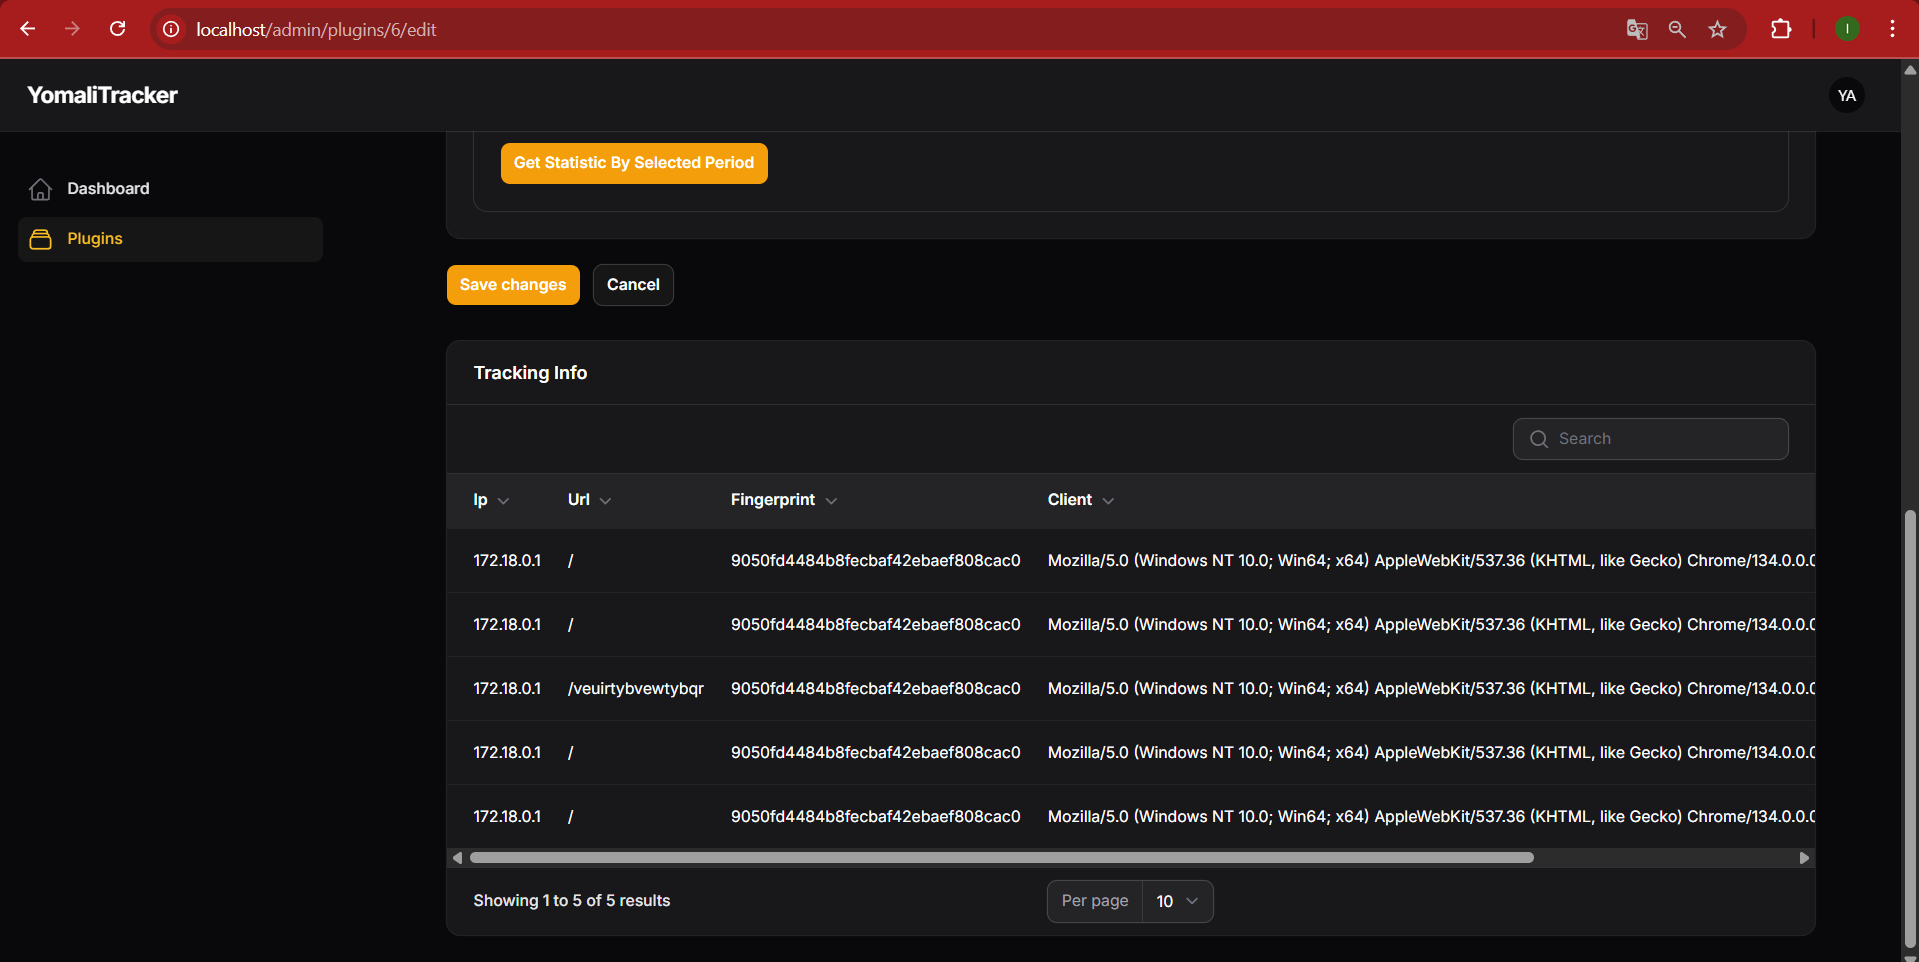 localhost/admin/plugins/6/edit
I
YomaliTracker
YA
Dashboard
Plugins
Get Statistic By Selected Period
Save changes
Cancel
Tracking Info
Search
Ip Url Fingerprint Client
172.18.0.1 / 9050fd4484b8fecbaf42ebaef808cac0 Mozilla/5.0 (Windows NT 10.0; Win64; x64) AppleWebKit/537.36 (KHTML, like Gecko) Chrome/134.0.0.0
172.18.0.1 / 9050fd4484b8fecbaf42ebaef808cac0 Mozilla/5.0 (Windows NT 10.0; Win64; x64) AppleWebKit/537.36 (KHTML, like Gecko) Chrome/134.0.0.0
172.18.0.1 /veuirtybvewtybqr 9050fd4484b8fecbaf42ebaef808cac0 Mozilla/5.0 (Windows NT 10.0; Win64; x64) AppleWebKit/537.36 (KHTML, like Gecko) Chrome/134.0.0.0
172.18.0.1 / 9050fd4484b8fecbaf42ebaef808cac0 Mozilla/5.0 (Windows NT 10.0; Win64; x64) AppleWebKit/537.36 (KHTML, like Gecko) Chrome/134.0.0.0
172.18.0.1 / 9050fd4484b8fecbaf42ebaef808cac0 Mozilla/5.0 (Windows NT 10.0; Win64; x64) AppleWebKit/537.36 (KHTML, like Gecko) Chrome/134.0.0.0
Showing 1 to 5 of 5 results
Per page 10